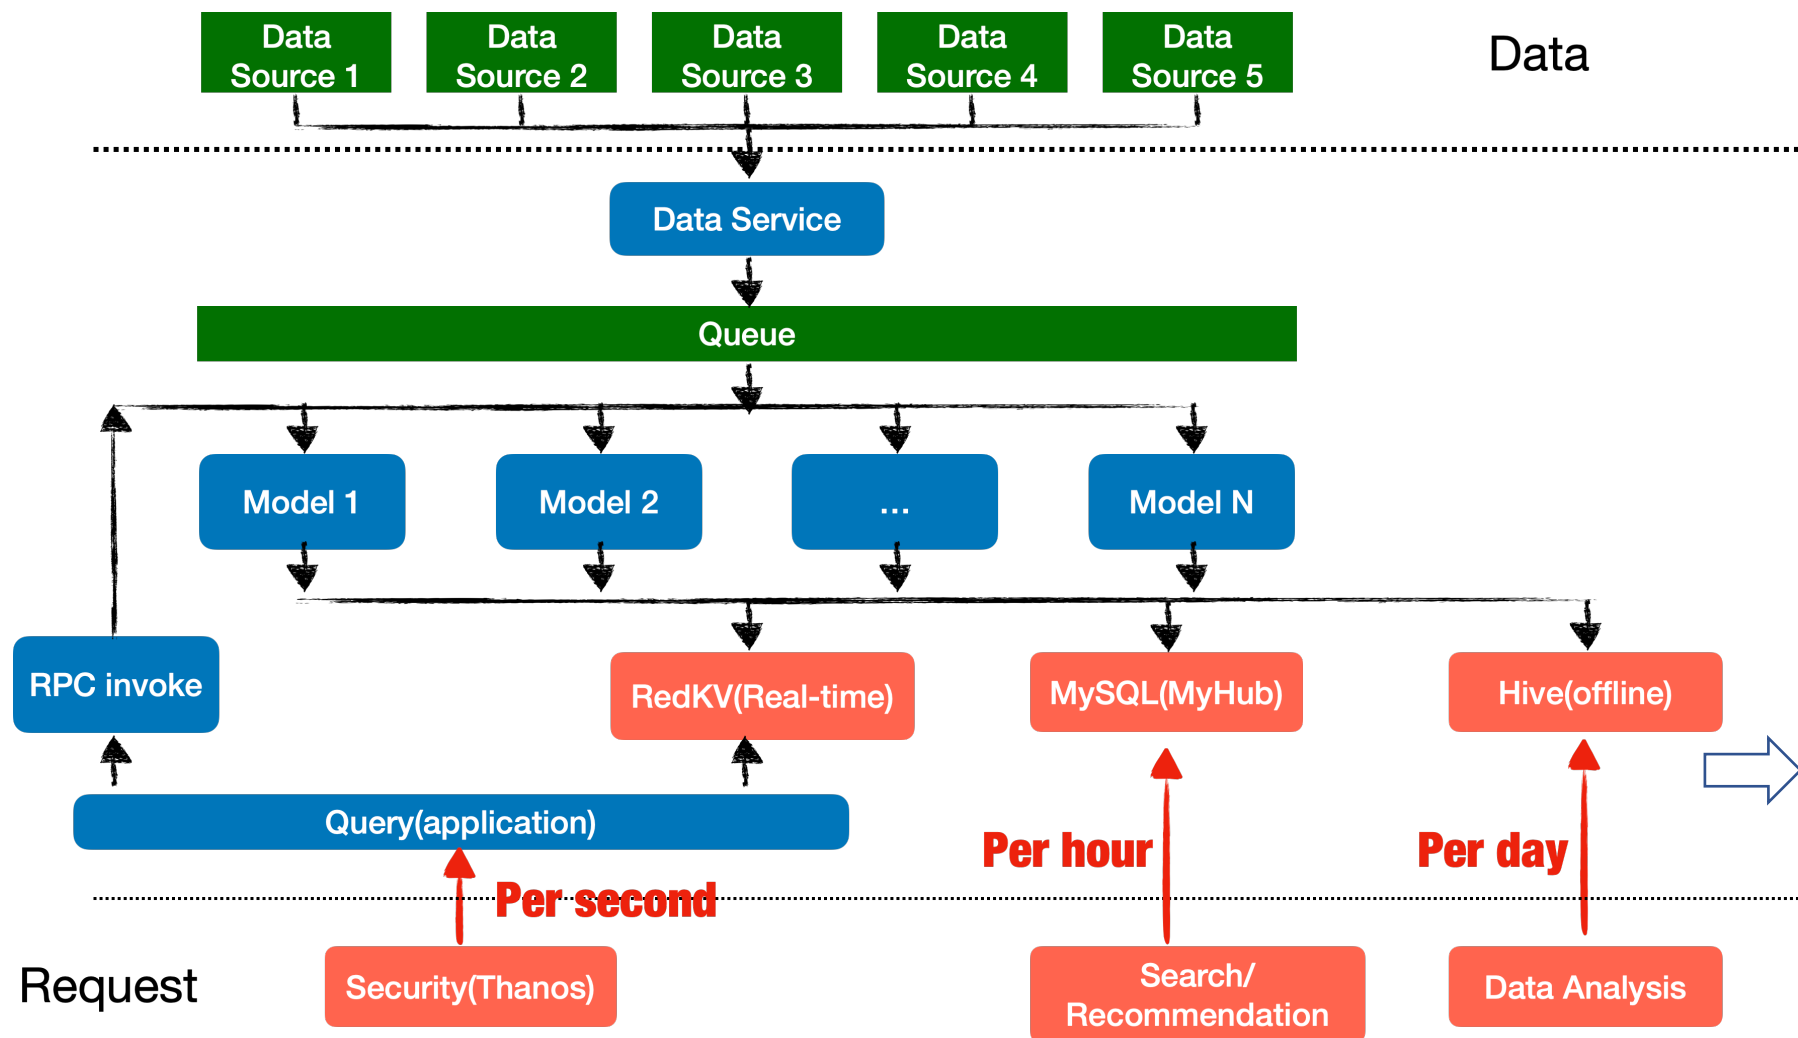 Data
Source 1
Data
Source 2
Data
Source 3
Data
Source 4
Data
Source 5
Data
Data Service
Queue
Model 1
Model 2
...
Model N
RPC invoke
RedKV(Real-time)
MySQL(MyHub)
Hive(offline)
Query(application)
Per hour
Per day
Per second
Request
Security(Thanos)
Search/
Recommendation
Data Analysis